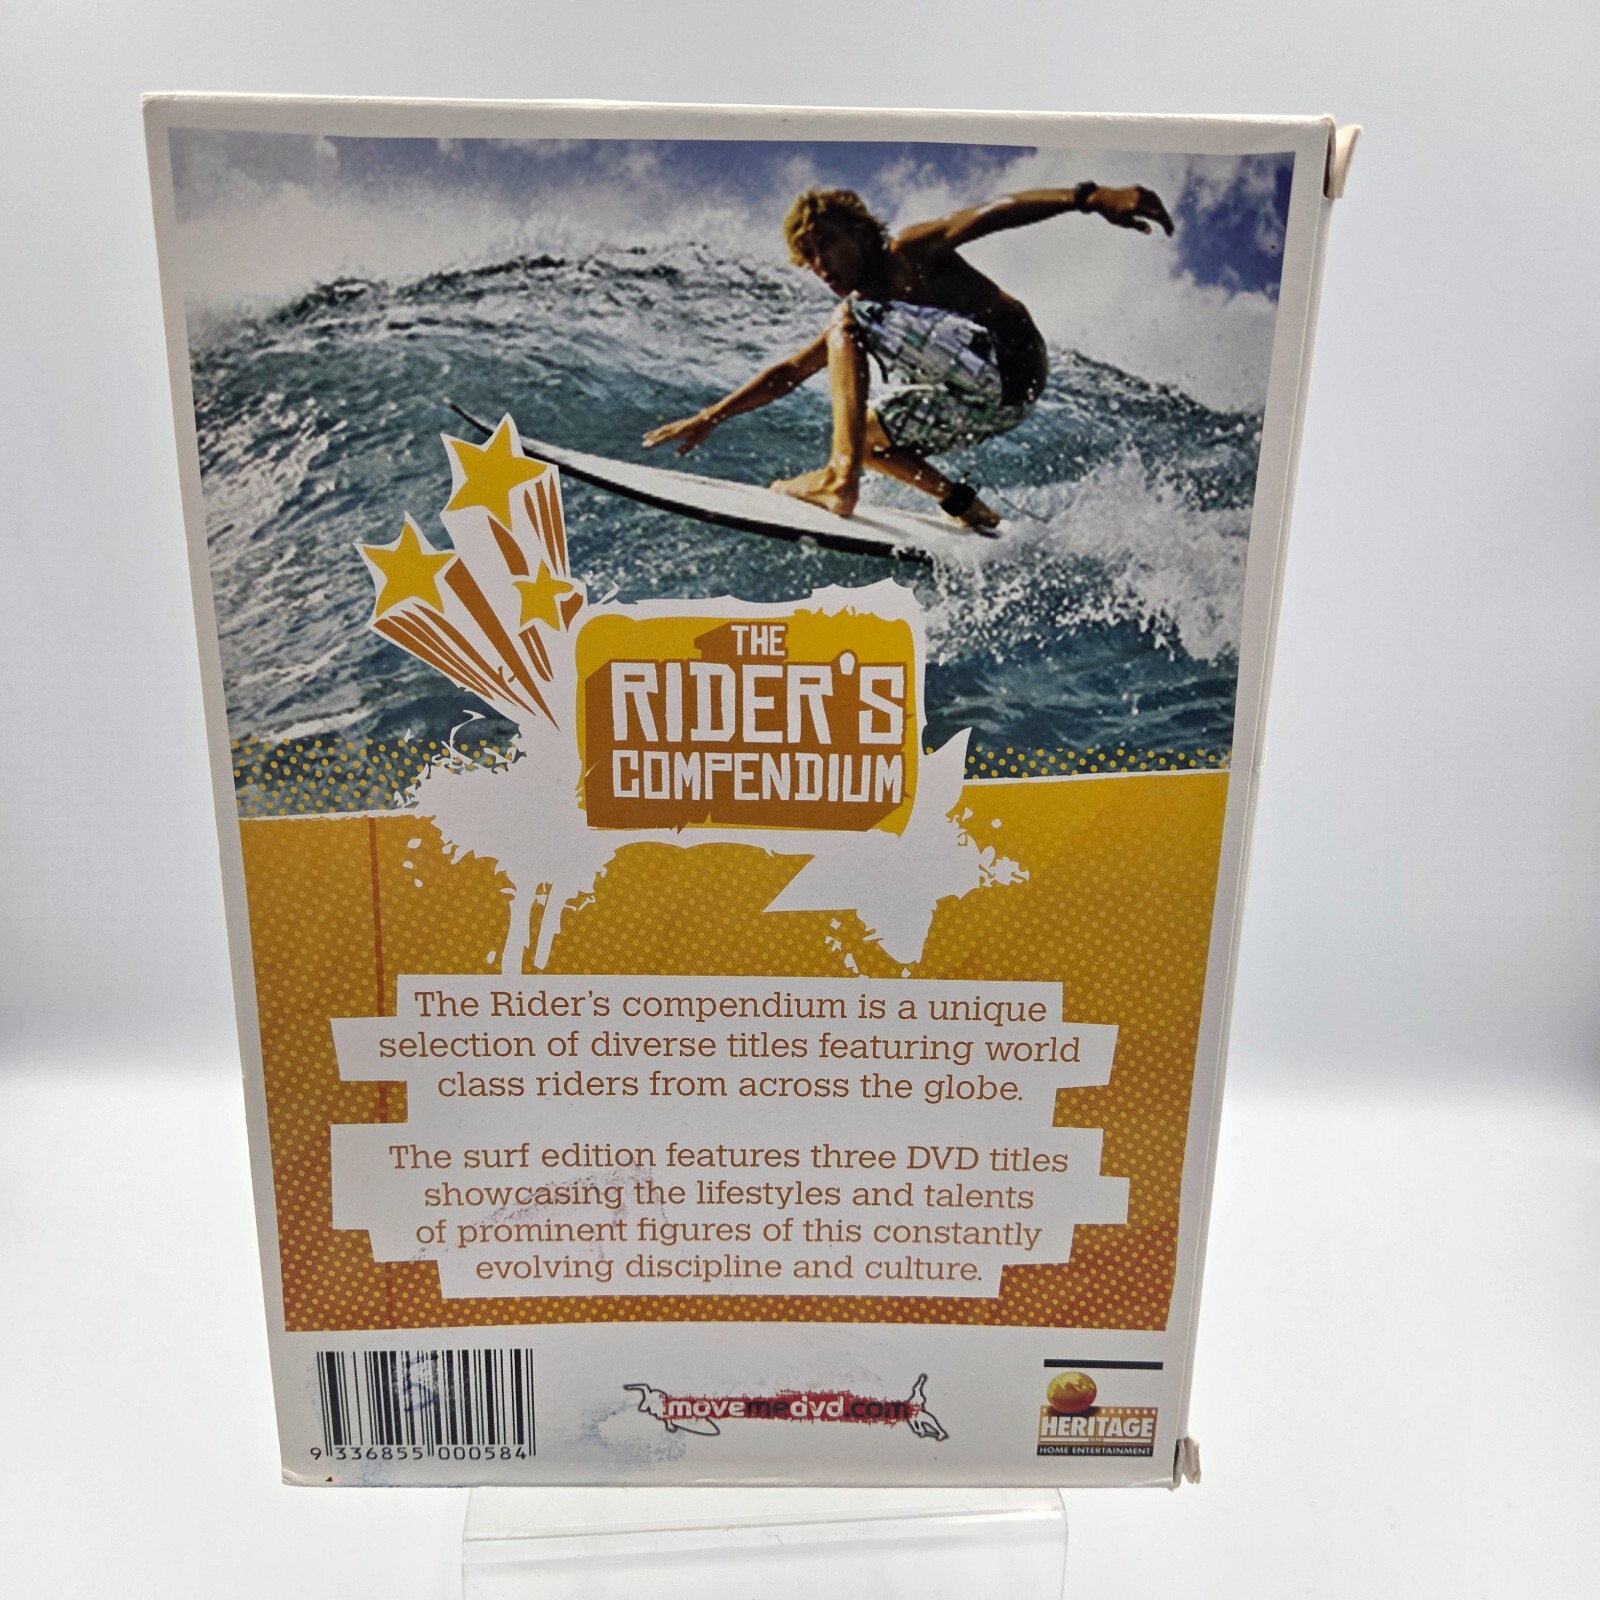 THE
RIDER'S
COMPENDIUM
The Rider's compendium is a unique
selection of diverse titles featuring world
class riders from across the globe.
The surf edition features three DVD titles
showcasing the lifestyles and talents
of prominent figures of this constantly
evolving discipline and culture.
9 336855 000584
movemedvd.com
HERITAGE
HOME ENTERTAINMENT